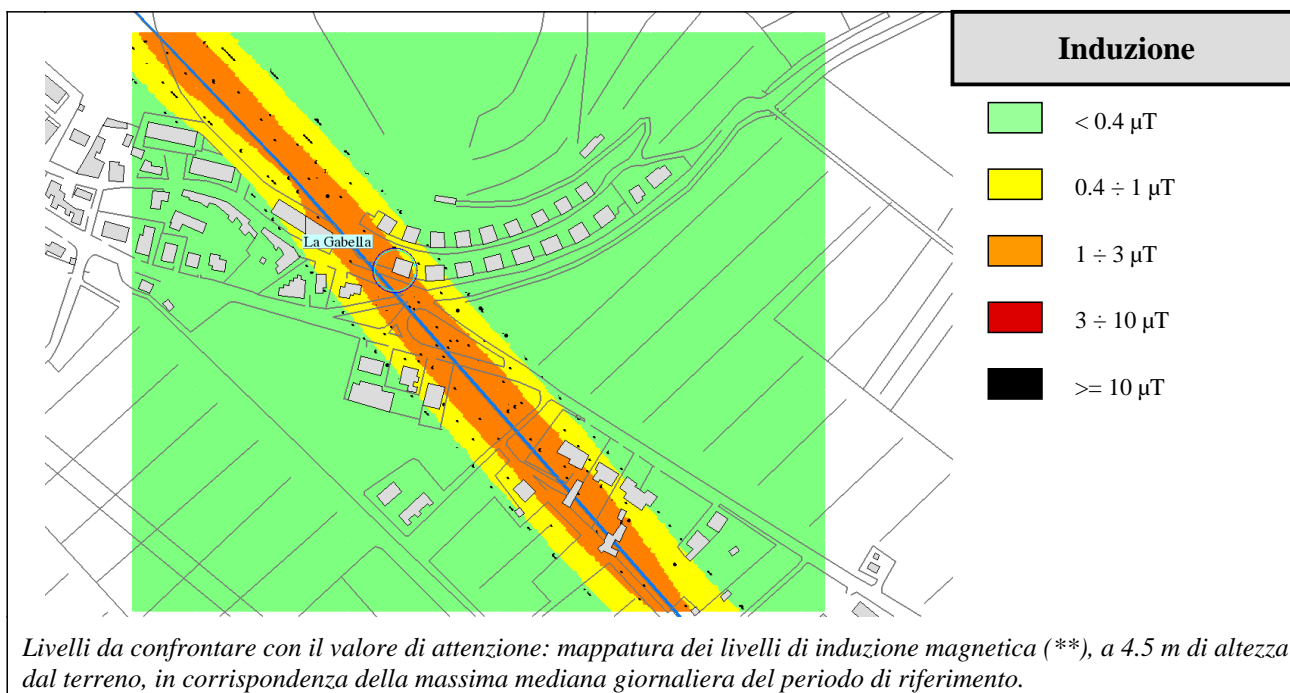 Induzione
< 0.4 µT
0.4 ÷ 1 µT
1 ÷ 3 µT
3 ÷ 10 µT
>= 10 µT
La Gabella
Livelli da confrontare con il valore di attenzione: mappatura dei livelli di induzione magnetica (**), a 4.5 m di altezza
dal terreno, in corrispondenza della massima mediana giornaliera del periodo di riferimento.